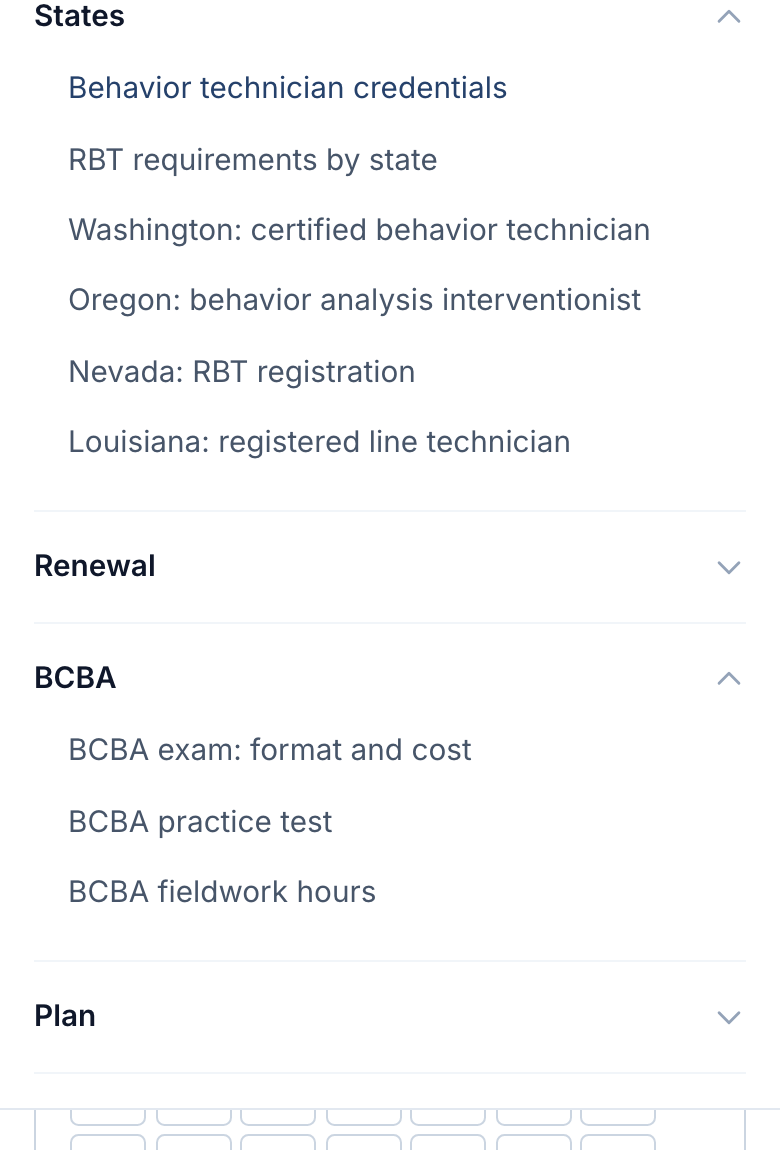 States
Behavior technician credentials
RBT requirements by state
Washington: certified behavior technician
Oregon: behavior analysis interventionist
Nevada: RBT registration
Louisiana: registered line technician
Renewal
BCBA
BCBA exam: format and cost
BCBA practice test
BCBA fieldwork hours
Plan